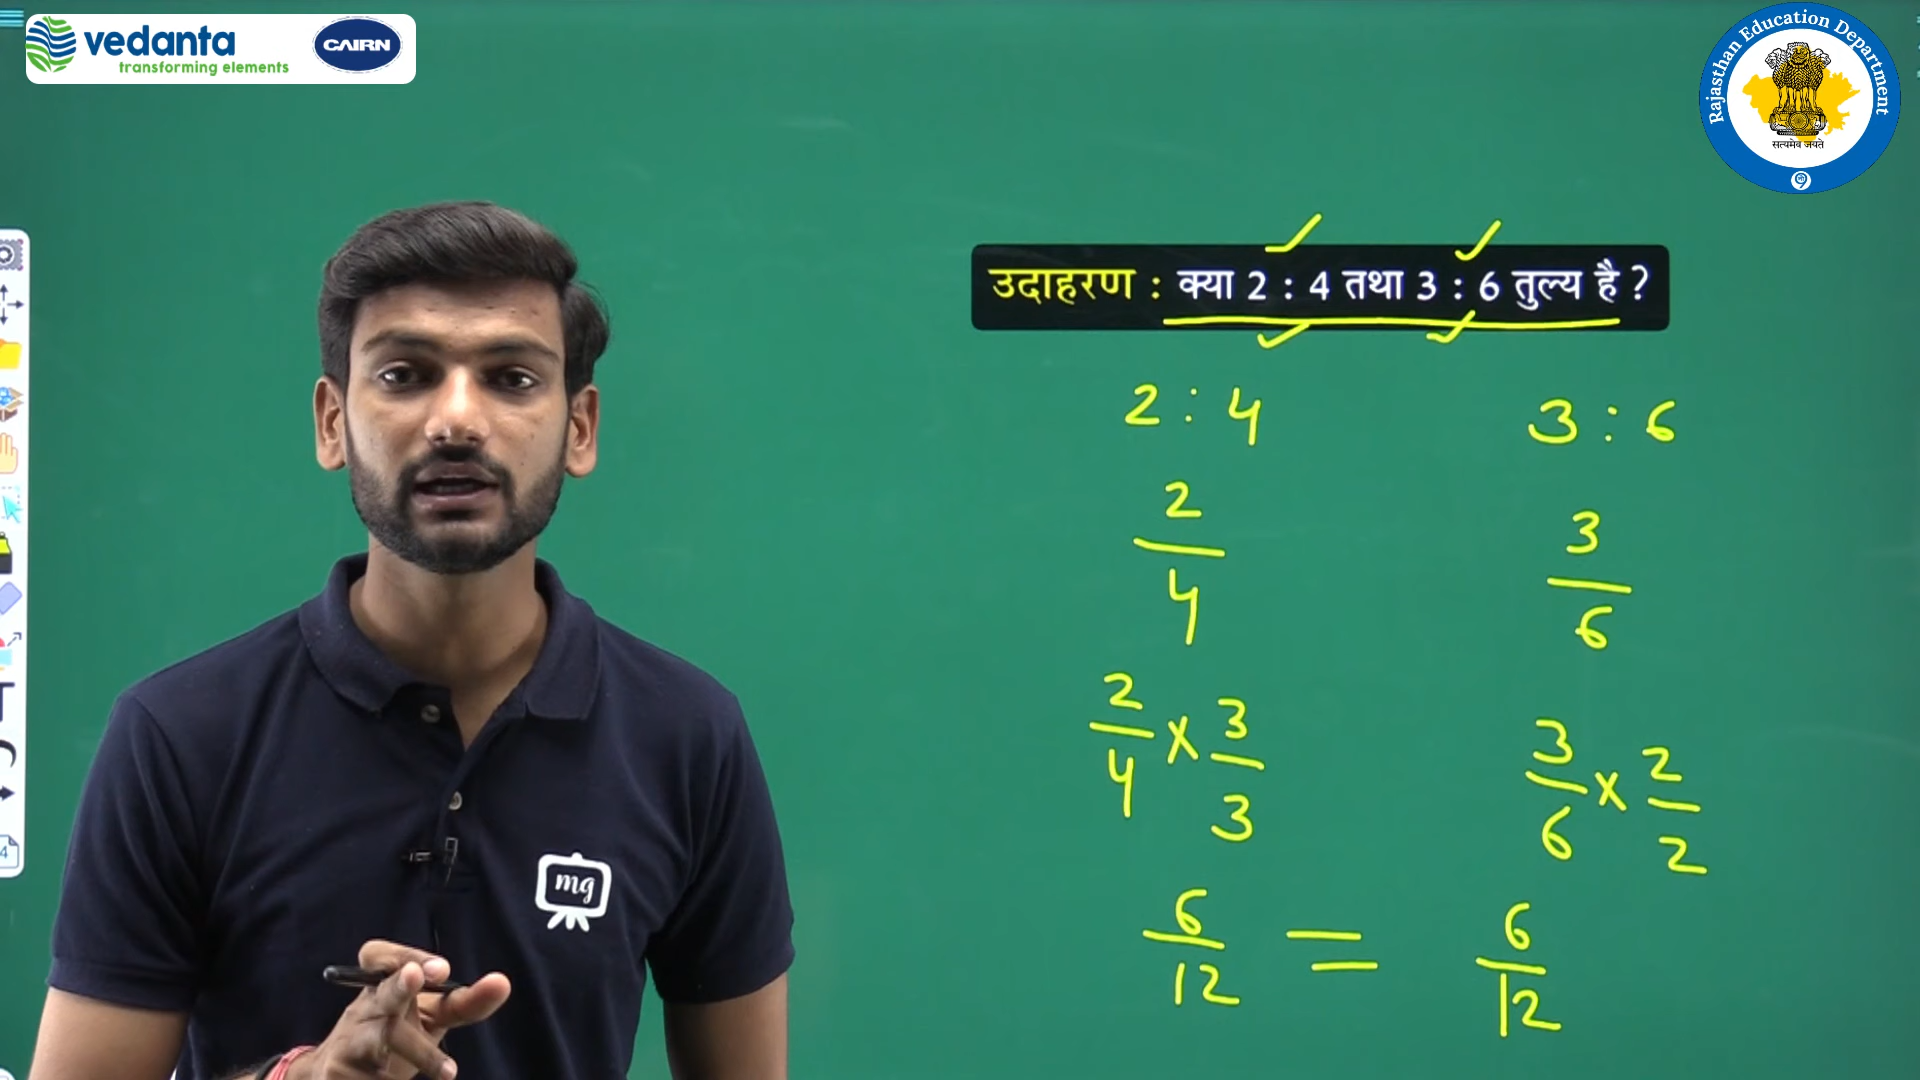 vedanta
transforming elements
CAIRN
Rajasthan Education Department
सत्यमेव जयते
उदाहरण : क्या 2 : 4 तथा 3 : 6 तुल्य है ?
2 : 4
3 : 6
2/4
3/6
2/4 × 3/3
3/6 × 2/2
6/12 = 6/12
mg